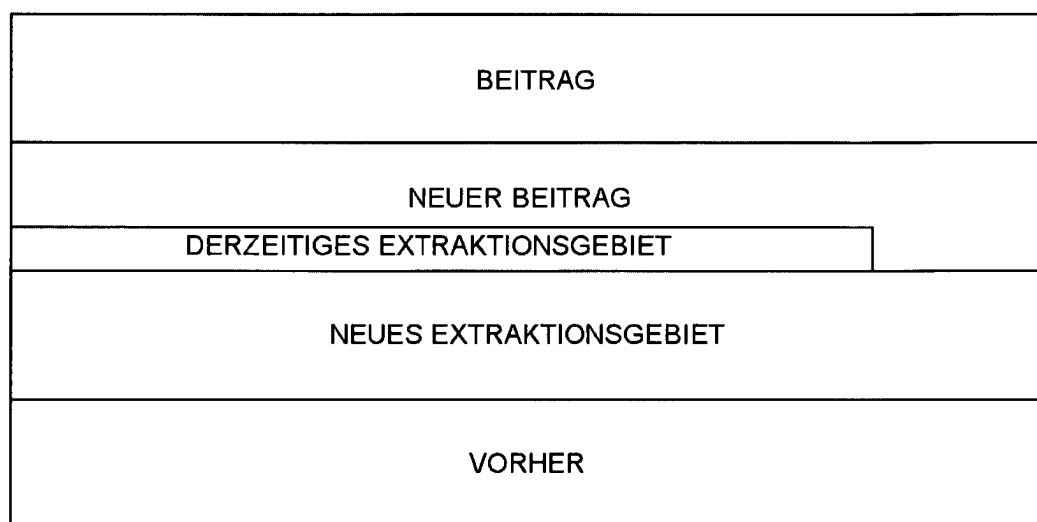 BEITRAG
NEUER BEITRAG
DERZEITIGES EXTRAKTIONSGEBIET
NEUES EXTRAKTIONSGEBIET
VORHER